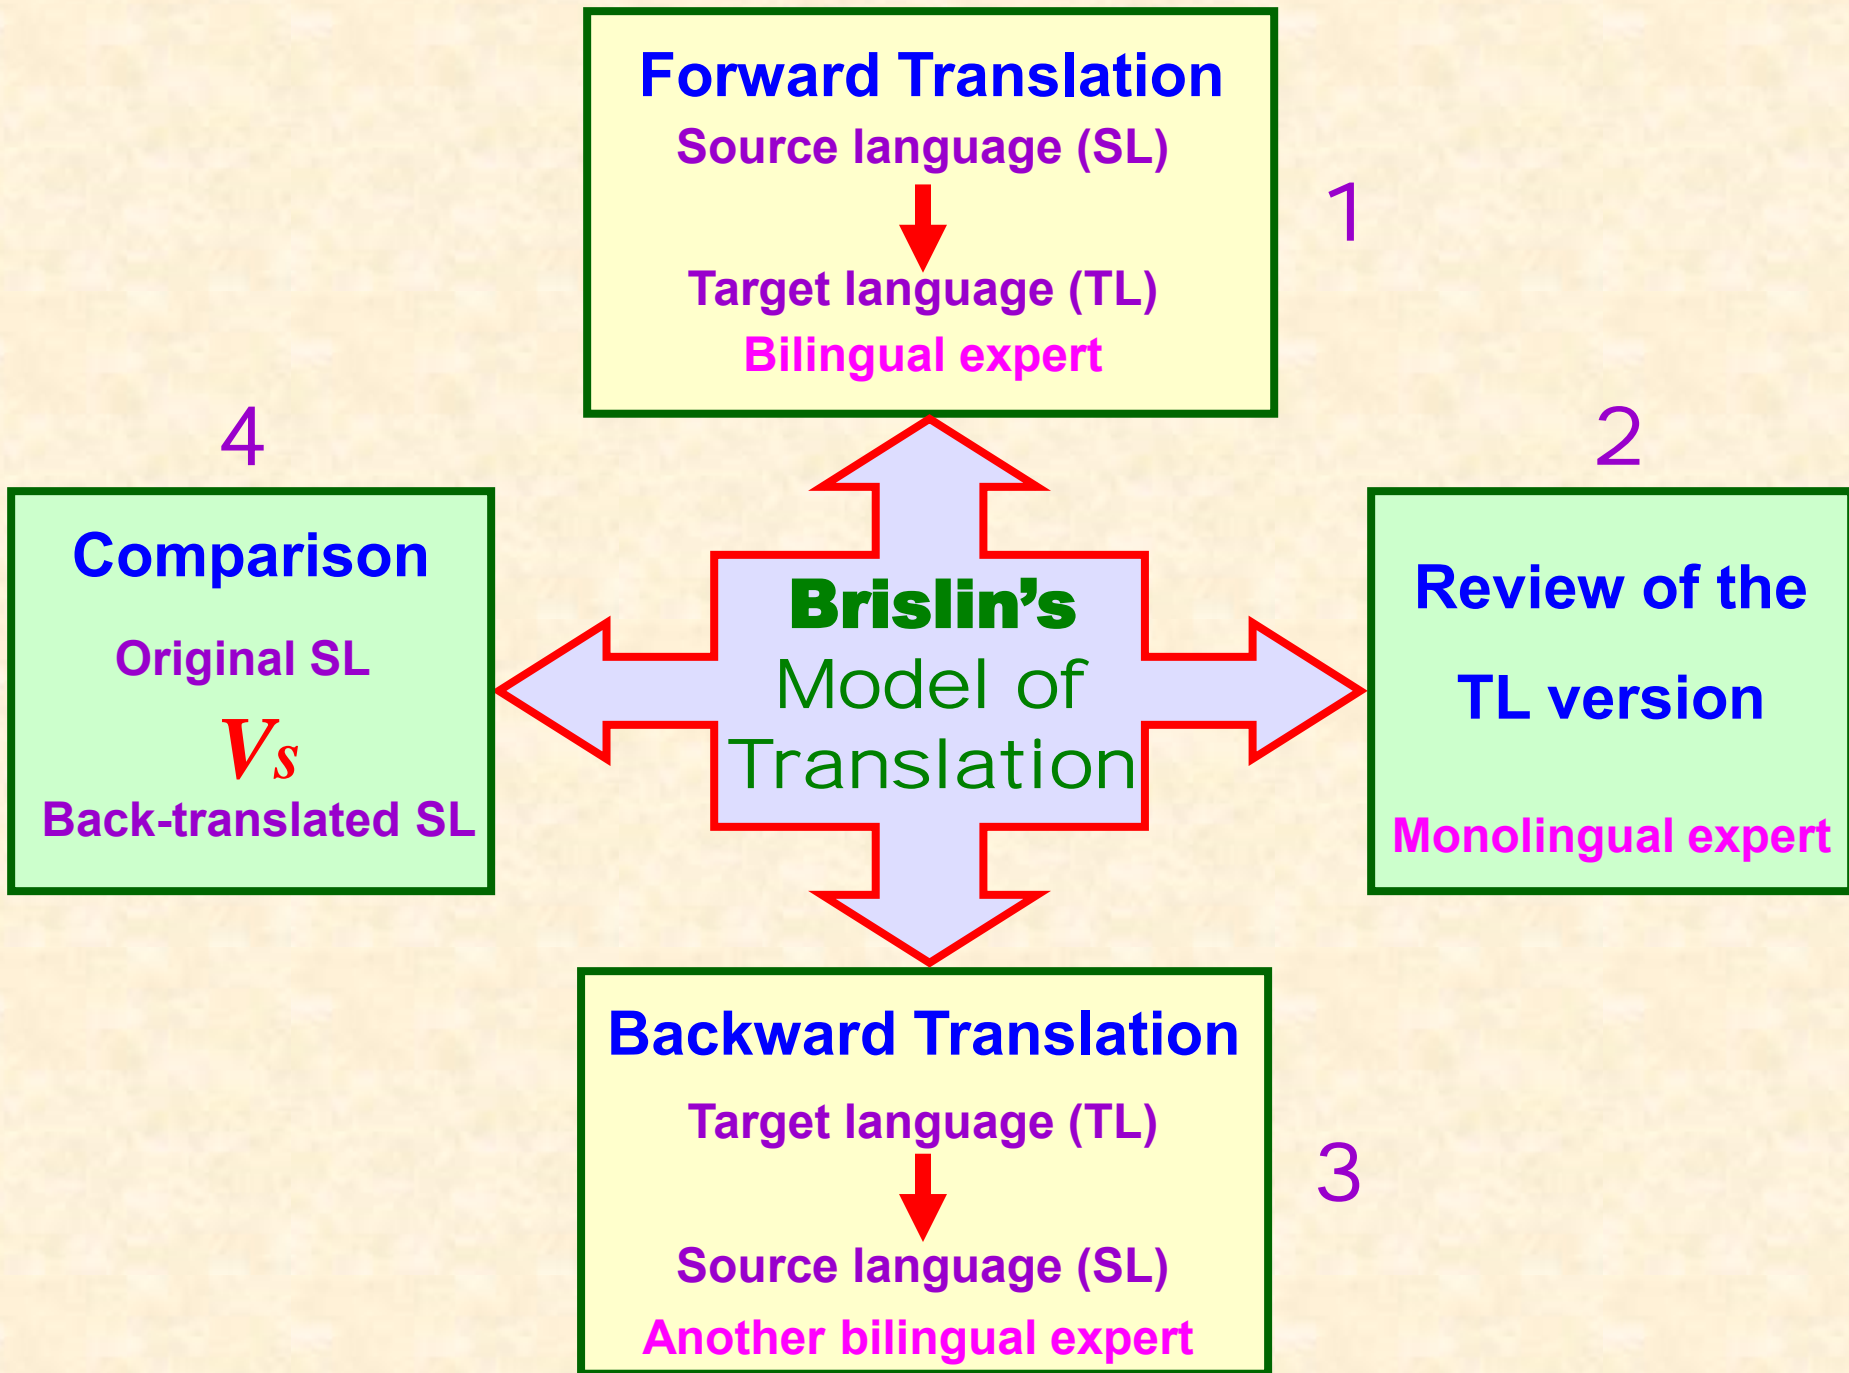 Forward Translation
Source language (SL)
Target language (TL)
Bilingual expert
1
2
Review of the
TL version
Monolingual expert
Brislin's
Model of
Translation
4
Comparison
Original SL
Vs
Back-translated SL
Backward Translation
Target language (TL)
Source language (SL)
Another bilingual expert
3